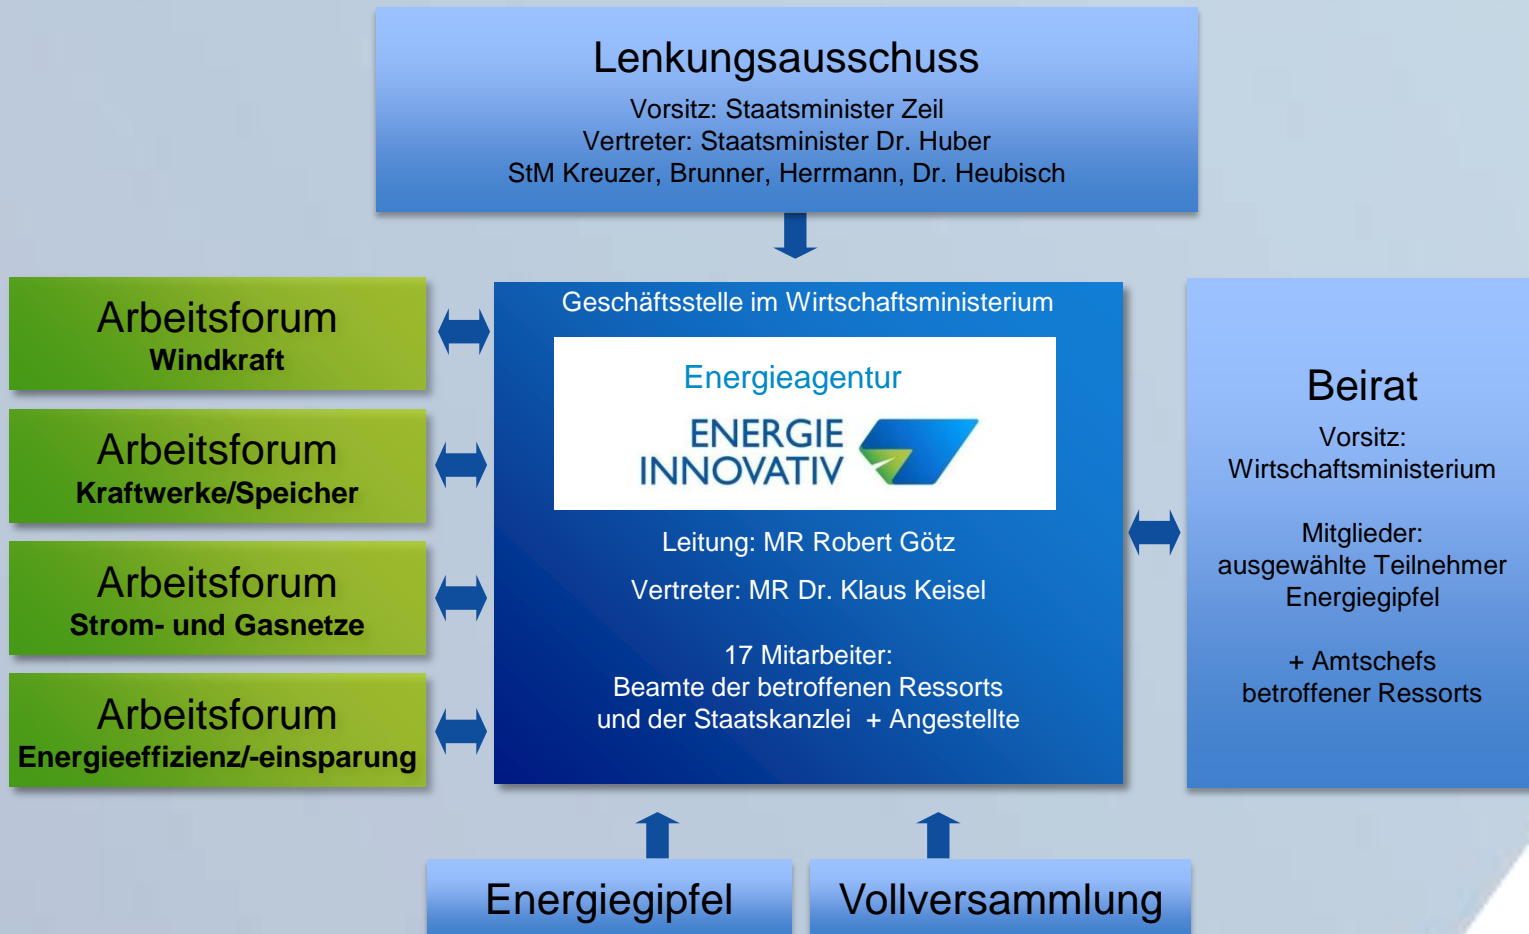 Lenkungsausschuss
Vorsitz: Staatsminister Zeil
Vertreter: Staatsminister Dr. Huber
StM Kreuzer, Brunner, Herrmann, Dr. Heubisch
Arbeitsforum
Windkraft
Arbeitsforum
Kraftwerke/Speicher
Arbeitsforum
Strom- und Gasnetze
Arbeitsforum
Energieeffizienz/-einsparung
Geschäftsstelle im Wirtschaftsministerium
Energieagentur
ENERGIE
INNOVATIV
Leitung: MR Robert Götz
Vertreter: MR Dr. Klaus Keisel
17 Mitarbeiter:
Beamte der betroffenen Ressorts
und der Staatskanzlei + Angestellte
Beirat
Vorsitz:
Wirtschaftsministerium
Mitglieder:
ausgewählte Teilnehmer
Energiegipfel
+ Amtschefs
betroffener Ressorts
Energiegipfel
Vollversammlung